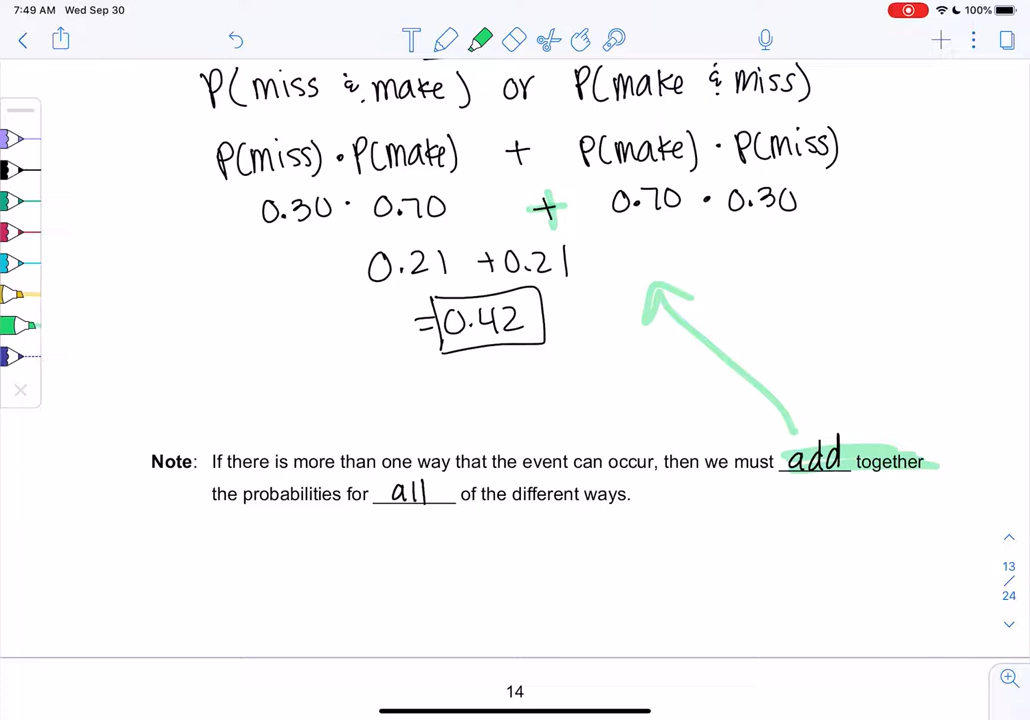 7:49 AM Wed Sep 30
100%
P(miss & make) or P(make & miss)
P(miss) · P(make) + P(make) · P(miss)
0.30 · 0.70 + 0.70 · 0.30
0.21 + 0.21
= 0.42
Note: If there is more than one way that the event can occur, then we must add together
the probabilities for all of the different ways.
13
/
24
14